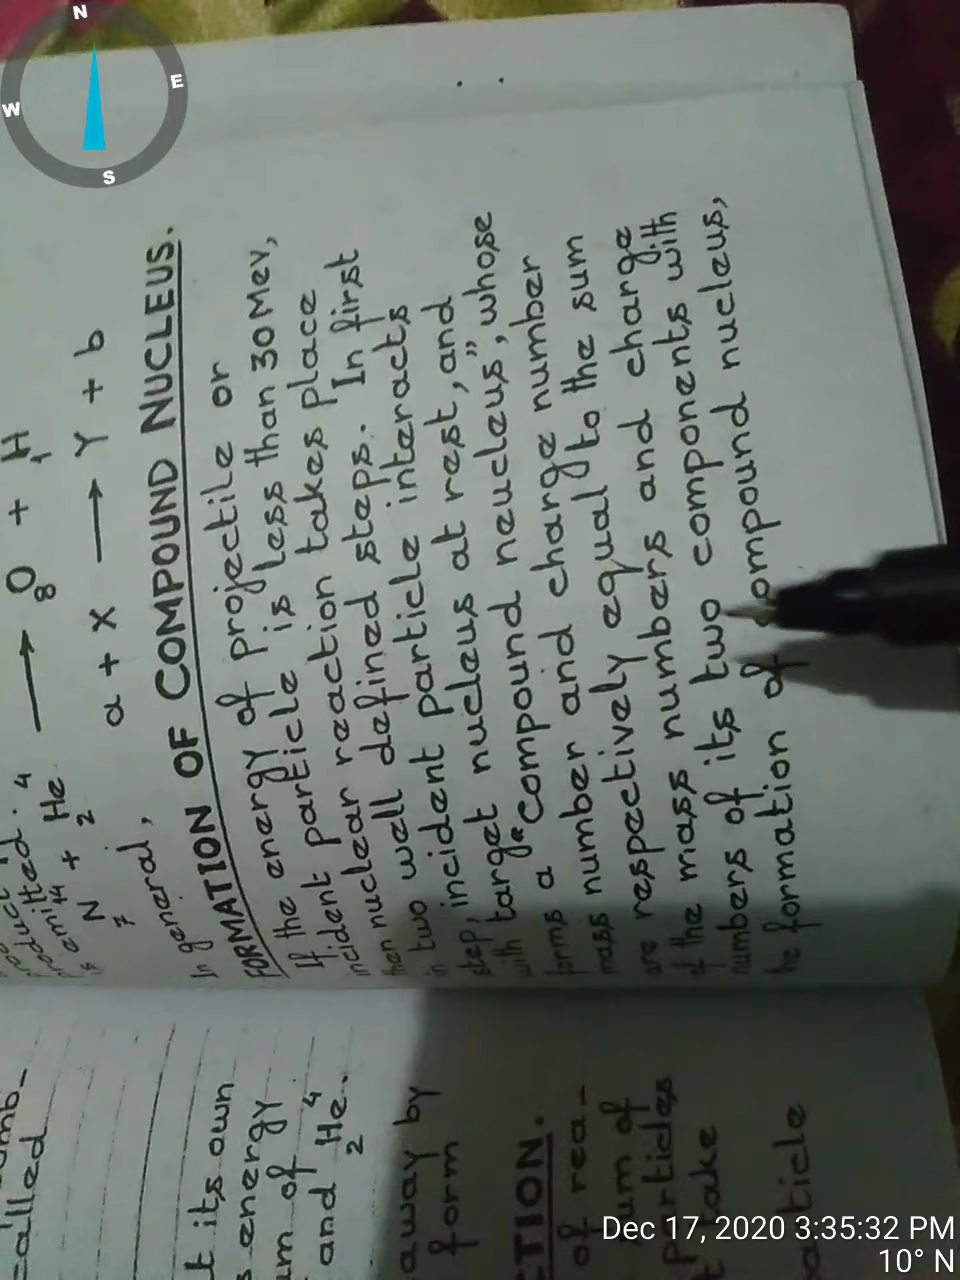 product
is emitted.
7 N + 2 He 4 ⟶ 8 O + 1 H
In general, a + X ⟶ Y + b
FORMATION OF COMPOUND NUCLEUS.
If the energy of projectile or
incident particle is less than 30 Mev,
then nuclear reaction takes place
in two well defined steps. In first
step, incident particle interacts
with target nucleus at rest, and
forms a "compound neucleus", whose
mass number and charge number
are respectively equal to the sum
of the mass numbers and charge
numbers of its two components with
the formation of compound nucleus,
called
t its own
energy
um of
and 2 He 4.
away by
form
CTION.
of rea-
sum of
particles
take
article
N
E
S
W
Dec 17, 2020 3:35:32 PM
10° N